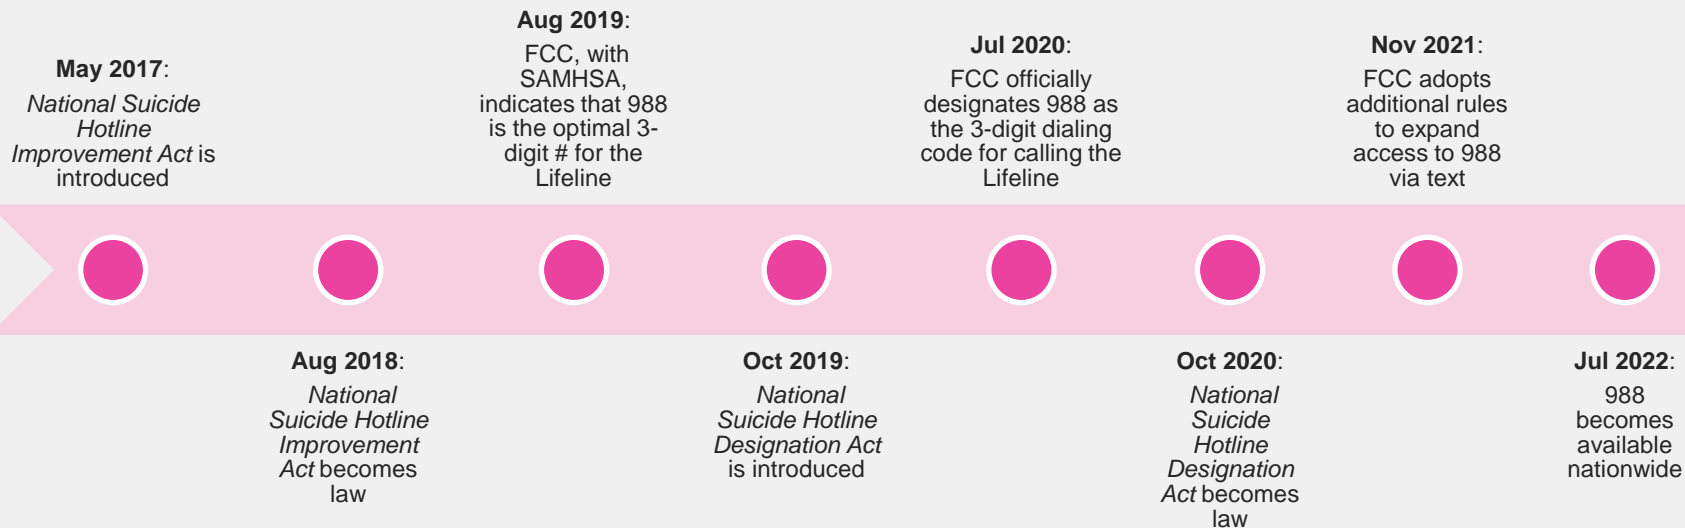 May 2017:
National Suicide
Hotline
Improvement Act is
introduced
Aug 2018:
National
Suicide Hotline
Improvement
Act becomes
law
Aug 2019:
FCC, with
SAMHSA,
indicates that 988
is the optimal 3-
digit # for the
Lifeline
Oct 2019:
National
Suicide Hotline
Designation Act
is introduced
Jul 2020:
FCC officially
designates 988 as
the 3-digit dialing
code for calling the
Lifeline
Oct 2020:
National
Suicide
Hotline
Designation
Act becomes
law
Nov 2021:
FCC adopts
additional rules
to expand
access to 988
via text
Jul 2022:
988
becomes
available
nationwide